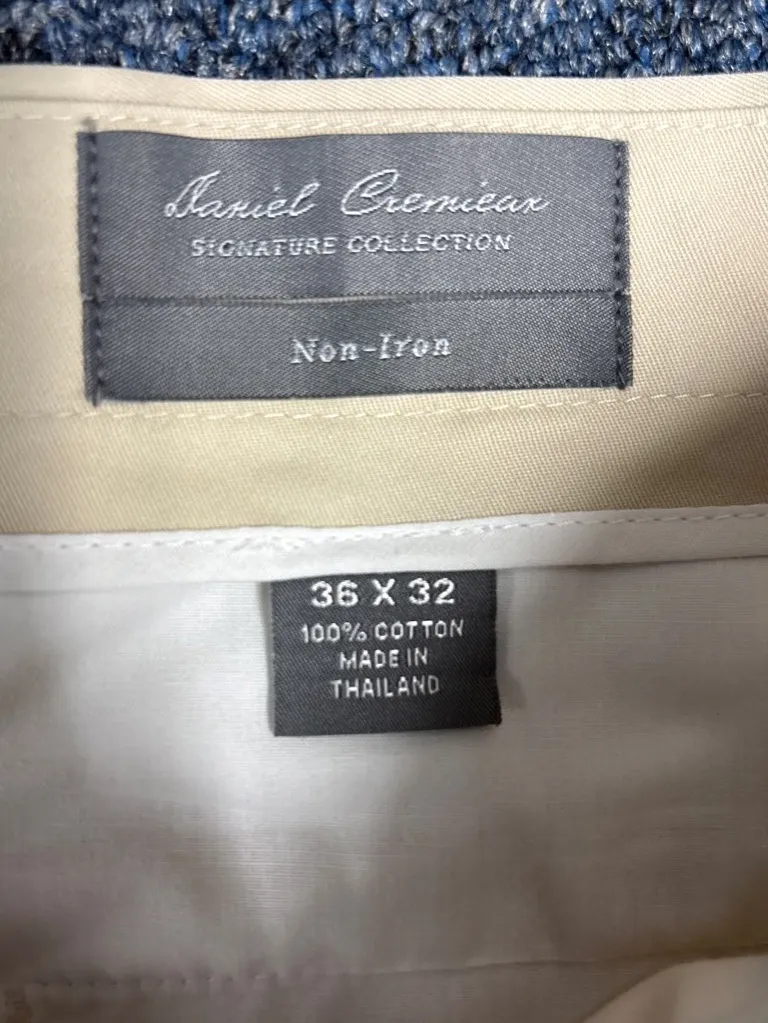 Daniel Cremieux
SIGNATURE COLLECTION
Non-Iron
36 X 32
100% COTTON
MADE IN
THAILAND